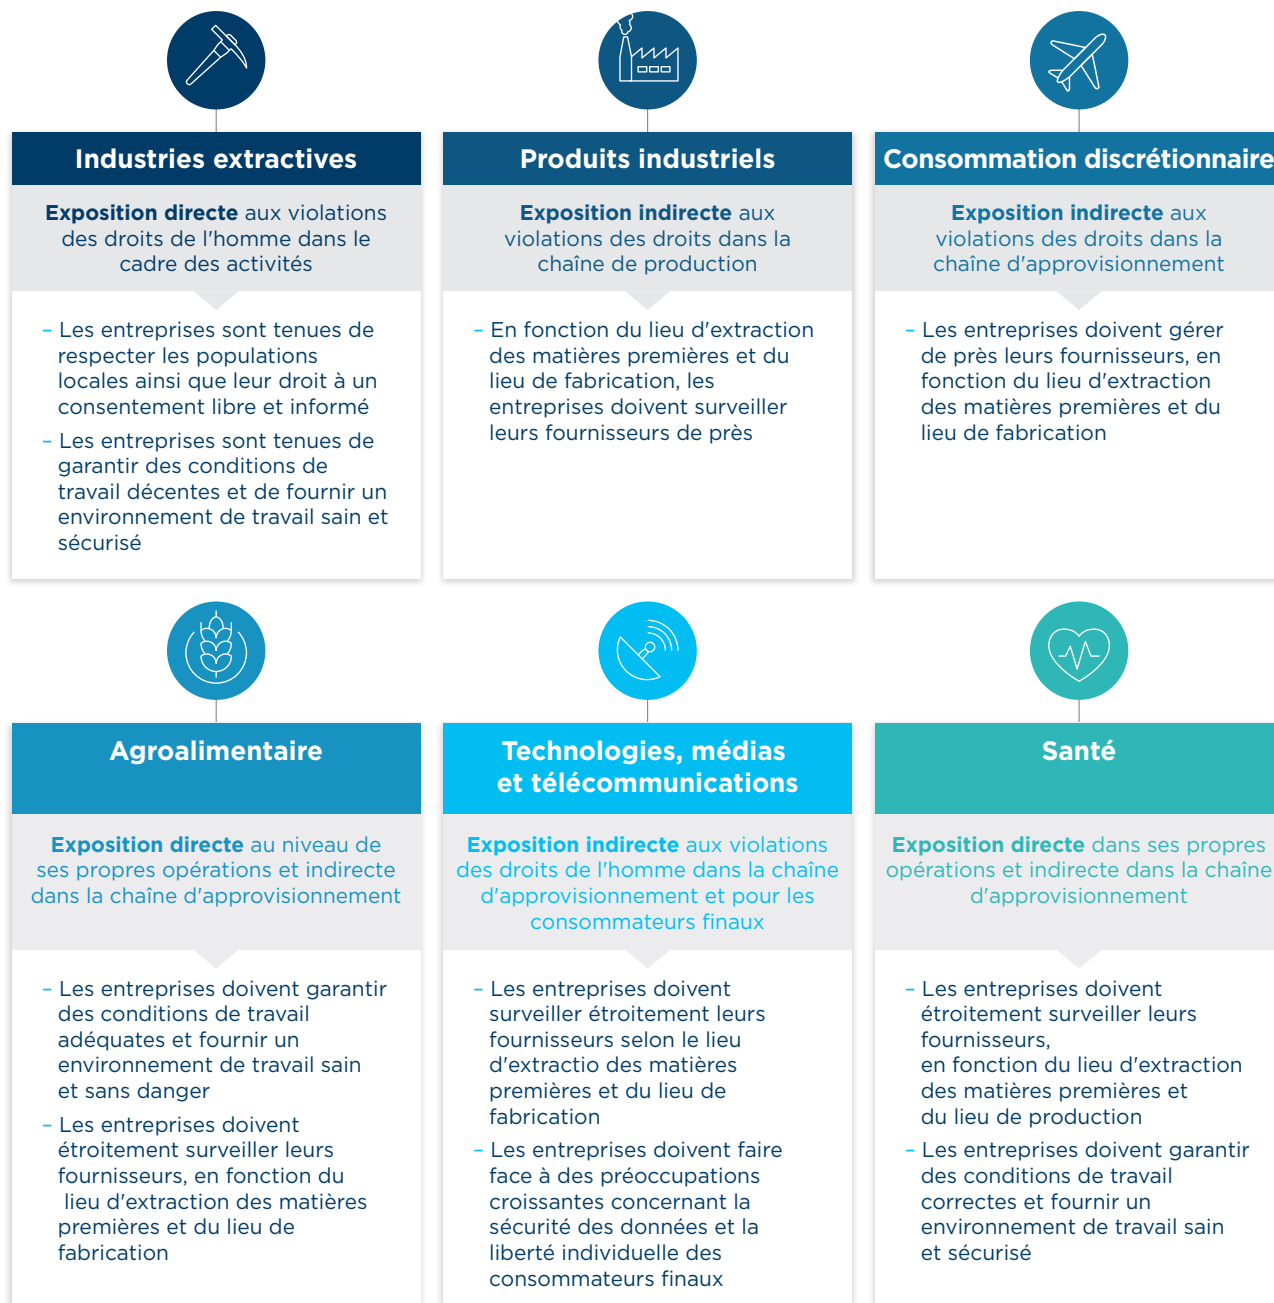 Industries extractives
Exposition directe aux violations
des droits de l'homme dans le
cadre des activités
– Les entreprises sont tenues de
respecter les populations
locales ainsi que leur droit à un
consentement libre et informé
– Les entreprises sont tenues de
garantir des conditions de
travail décentes et de fournir un
environnement de travail sain et
sécurisé
Produits industriels
Exposition indirecte aux
violations des droits dans la
chaîne de production
– En fonction du lieu d'extraction
des matières premières et du
lieu de fabrication, les
entreprises doivent surveiller
leurs fournisseurs de près
Consommation discrétionnaire
Exposition indirecte aux
violations des droits dans la
chaîne d'approvisionnement
– Les entreprises doivent gérer
de près leurs fournisseurs, en
fonction du lieu d'extraction
des matières premières et du
lieu de fabrication
Agroalimentaire
Exposition directe au niveau de
ses propres opérations et indirecte
dans la chaîne d'approvisionnement
– Les entreprises doivent garantir
des conditions de travail
adéquates et fournir un
environnement de travail sain
et sans danger
– Les entreprises doivent
étroitement surveiller leurs
fournisseurs, en fonction du
lieu d'extraction des matières
premières et du lieu de
fabrication
Technologies, médias
et télécommunications
Exposition indirecte aux violations
des droits de l'homme dans la chaîne
d'approvisionnement et pour les
consommateurs finaux
– Les entreprises doivent
surveiller étroitement leurs
fournisseurs selon le lieu
d'extractio des matières
premières et du lieu de
fabrication
– Les entreprises doivent faire
face à des préoccupations
croissantes concernant la
sécurité des données et la
liberté individuelle des
consommateurs finaux
Santé
Exposition directe dans ses propres
opérations et indirecte dans la chaîne
d'approvisionnement
– Les entreprises doivent
étroitement surveiller leurs
fournisseurs,
en fonction du lieu d'extraction
des matières premières et
du lieu de production
– Les entreprises doivent garantir
des conditions de travail
correctes et fournir un
environnement de travail sain
et sécurisé